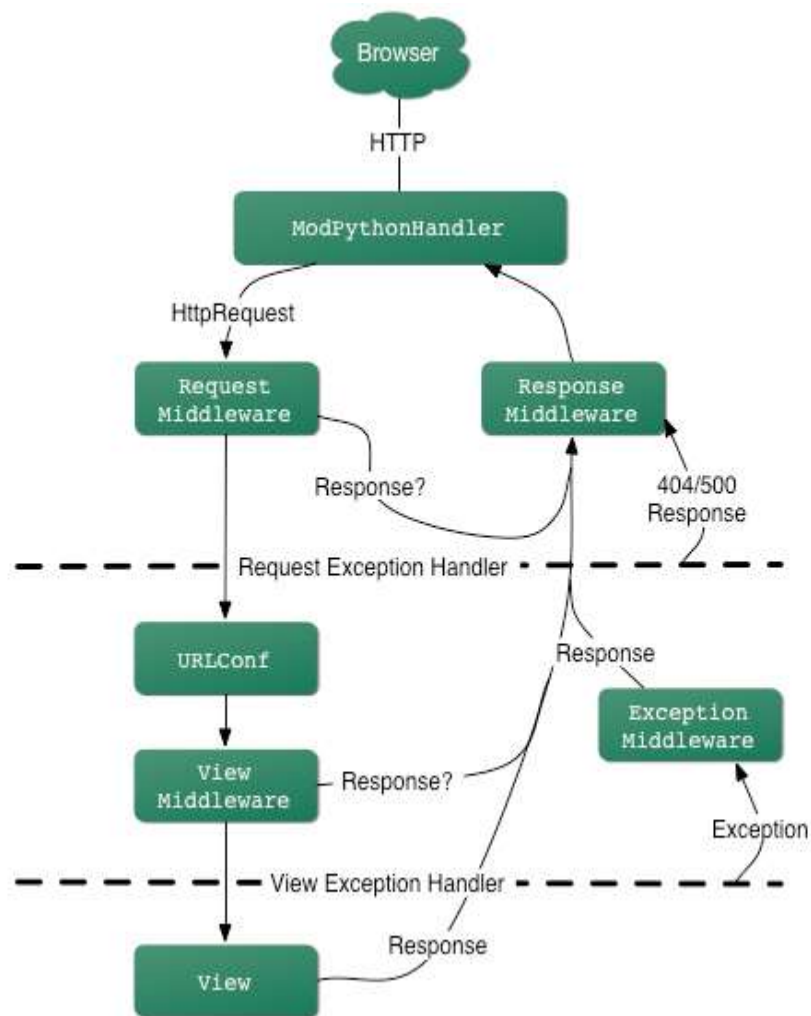 Browser
HTTP
ModPythonHandler
HttpRequest
Request
Middleware
Response
Middleware
Response?
404/500
Response
Request Exception Handler
URLConf
Response
Exception
Middleware
View
Middleware
Response?
Exception
View Exception Handler
Response
View